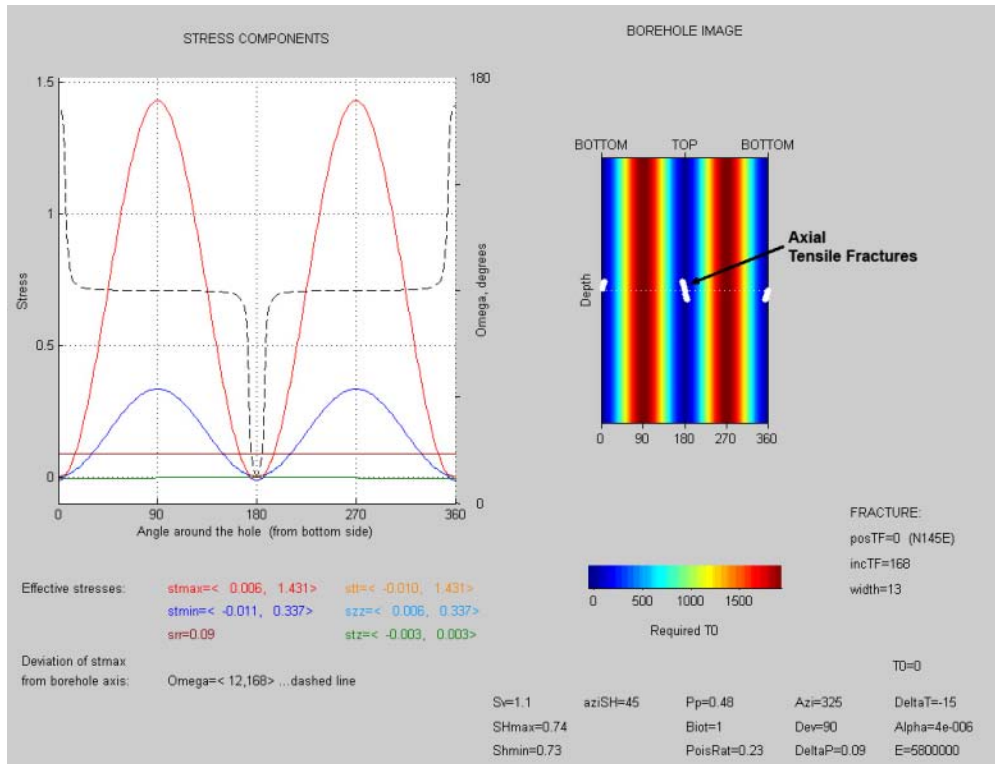 STRESS COMPONENTS
1.5
1
0.5
0
Stress
180
0
Omega, degrees
0 90 180 270 360
Angle around the hole (from bottom side)
BOREHOLE IMAGE
BOTTOM TOP BOTTOM
Axial
Tensile Fractures
Depth
0 90 180 270 360
FRACTURE:
posTF=0 (N145E)
incTF=168
width=13
0 500 1000 1500
Required T0
Effective stresses: stmax=< 0.006, 1.431> stt=< -0.010, 1.431>
stmin=< -0.011, 0.337> szz=< 0.006, 0.337>
srr=0.09 stz=< -0.003, 0.003>
Deviation of stmax
from borehole axis: Omega=< 12,168> ...dashed line
T0=0
Sv=1.1 aziSH=45 Pp=0.48 Azi=325 DeltaT=-15
SHmax=0.74 Biot=1 Dev=90 Alpha=4e-006
Shmin=0.73 PoisRat=0.23 DeltaP=0.09 E=5800000